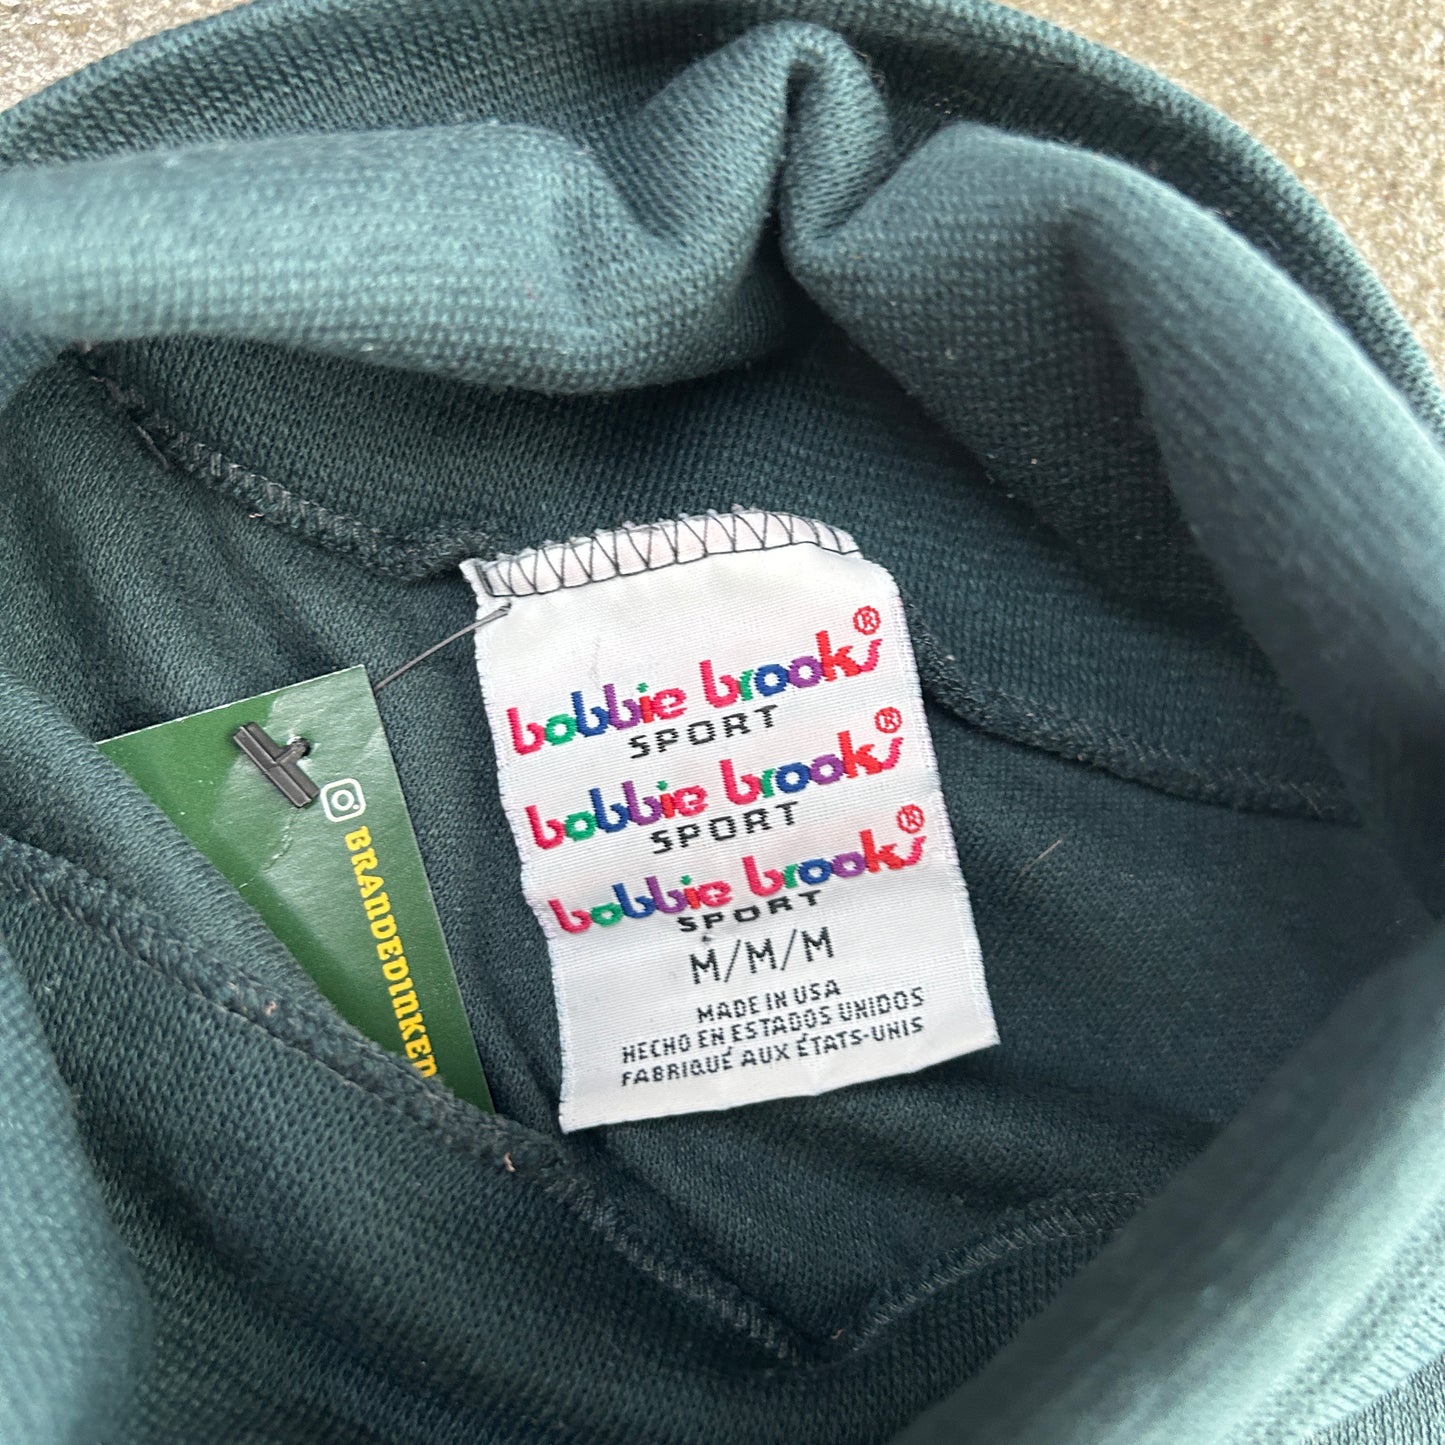 bobbie brooks®
SPORT
bobbie brooks®
SPORT
bobbie brooks®
SPORT
M/M/M
MADE IN USA
HECHO EN ESTADOS UNIDOS
FABRIQUÉ AUX ÉTATS-UNIS
BRANDEDINKED